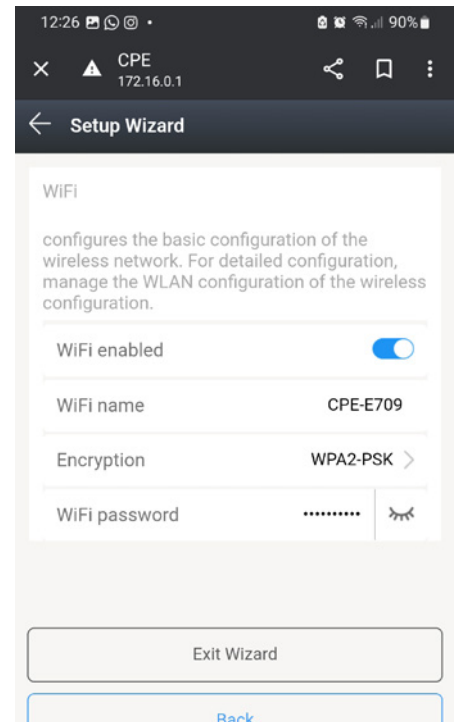 12:26 90%
CPE
172.16.0.1
Setup Wizard
WiFi
configures the basic configuration of the
wireless network. For detailed configuration,
manage the WLAN configuration of the wireless
configuration.
WiFi enabled
WiFi name CPE-E709
Encryption WPA2-PSK
WiFi password ••••••••••
Exit Wizard
Back